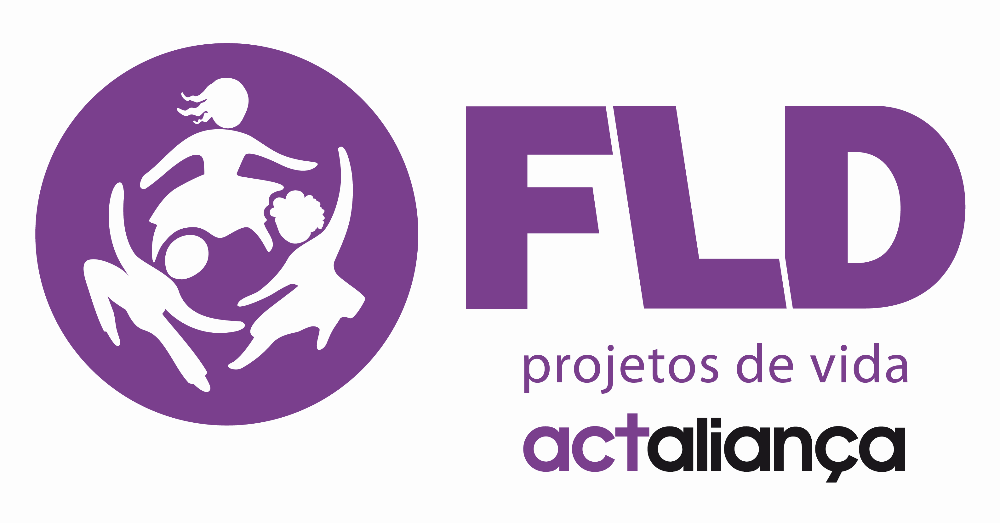 FLD
projetos de vida
actaliança